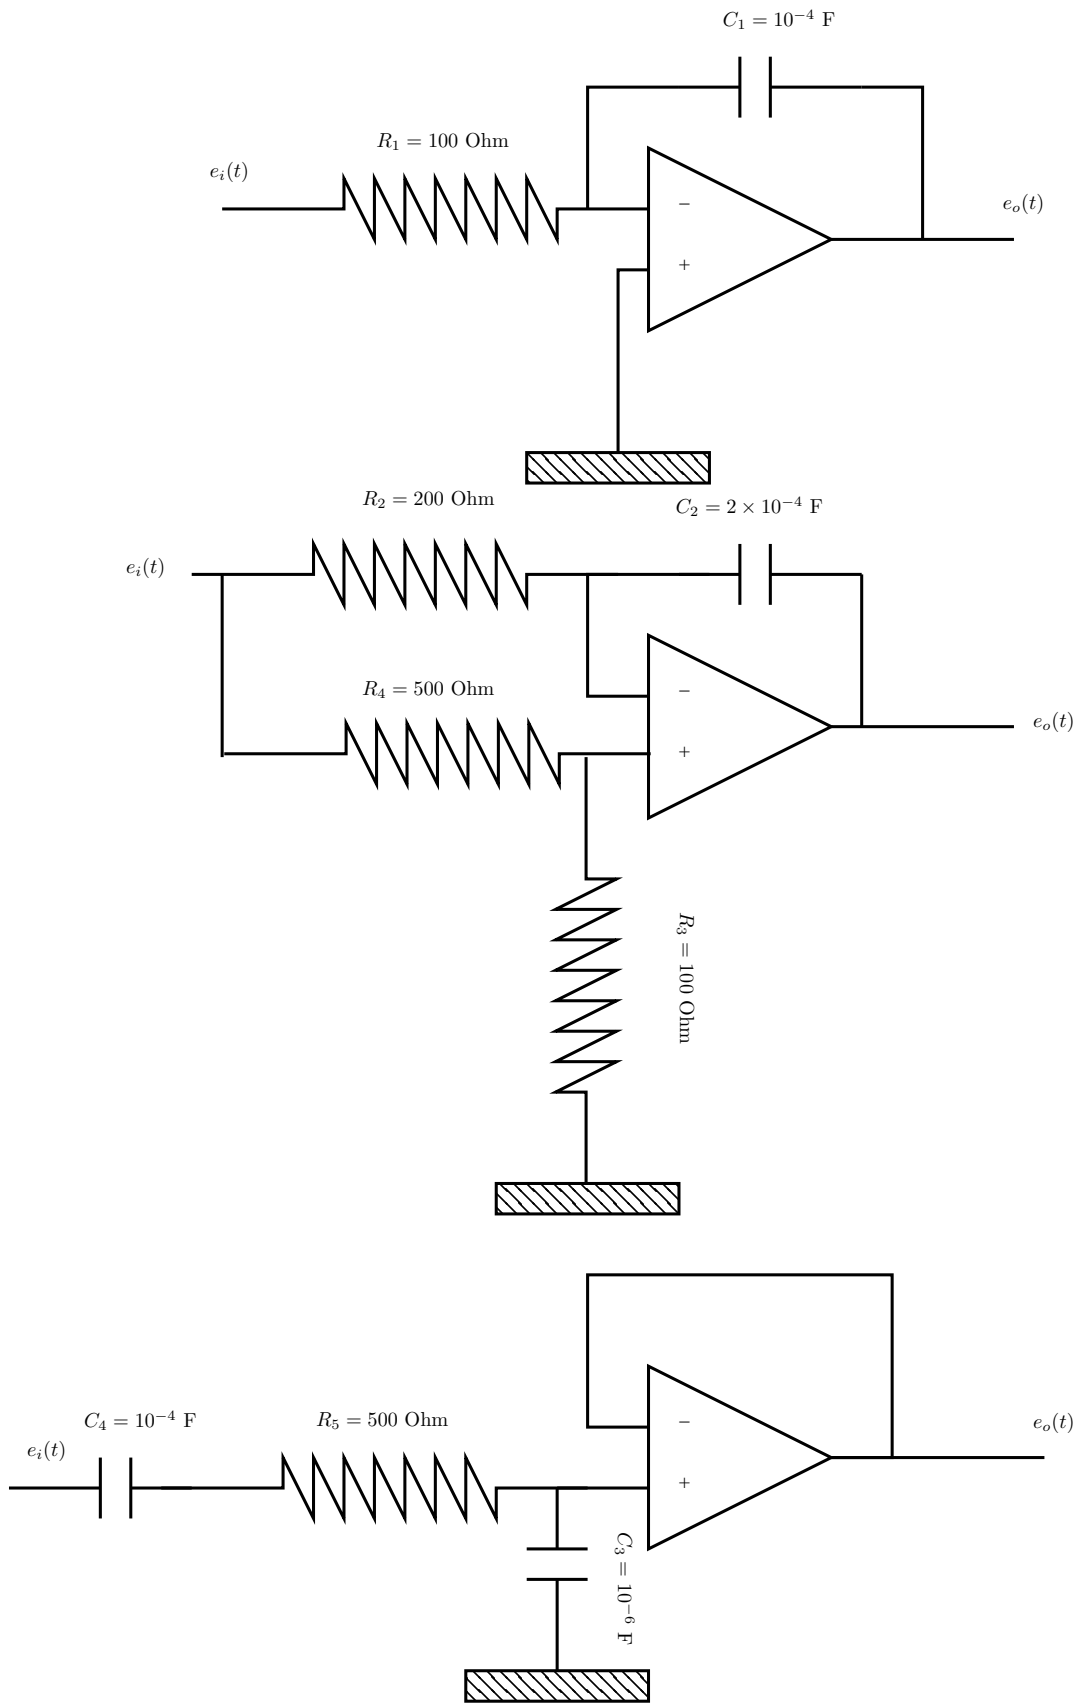 C₁ = 10⁻⁴ F
R₁ = 100 Ohm
eᵢ(t)
−
eₒ(t)
+
R₂ = 200 Ohm
C₂ = 2 × 10⁻⁴ F
eᵢ(t)
R₄ = 500 Ohm
−
eₒ(t)
+
R₃ = 100 Ohm
C₄ = 10⁻⁴ F
R₅ = 500 Ohm
−
eₒ(t)
eᵢ(t)
+
C₃ = 10⁻⁶ F